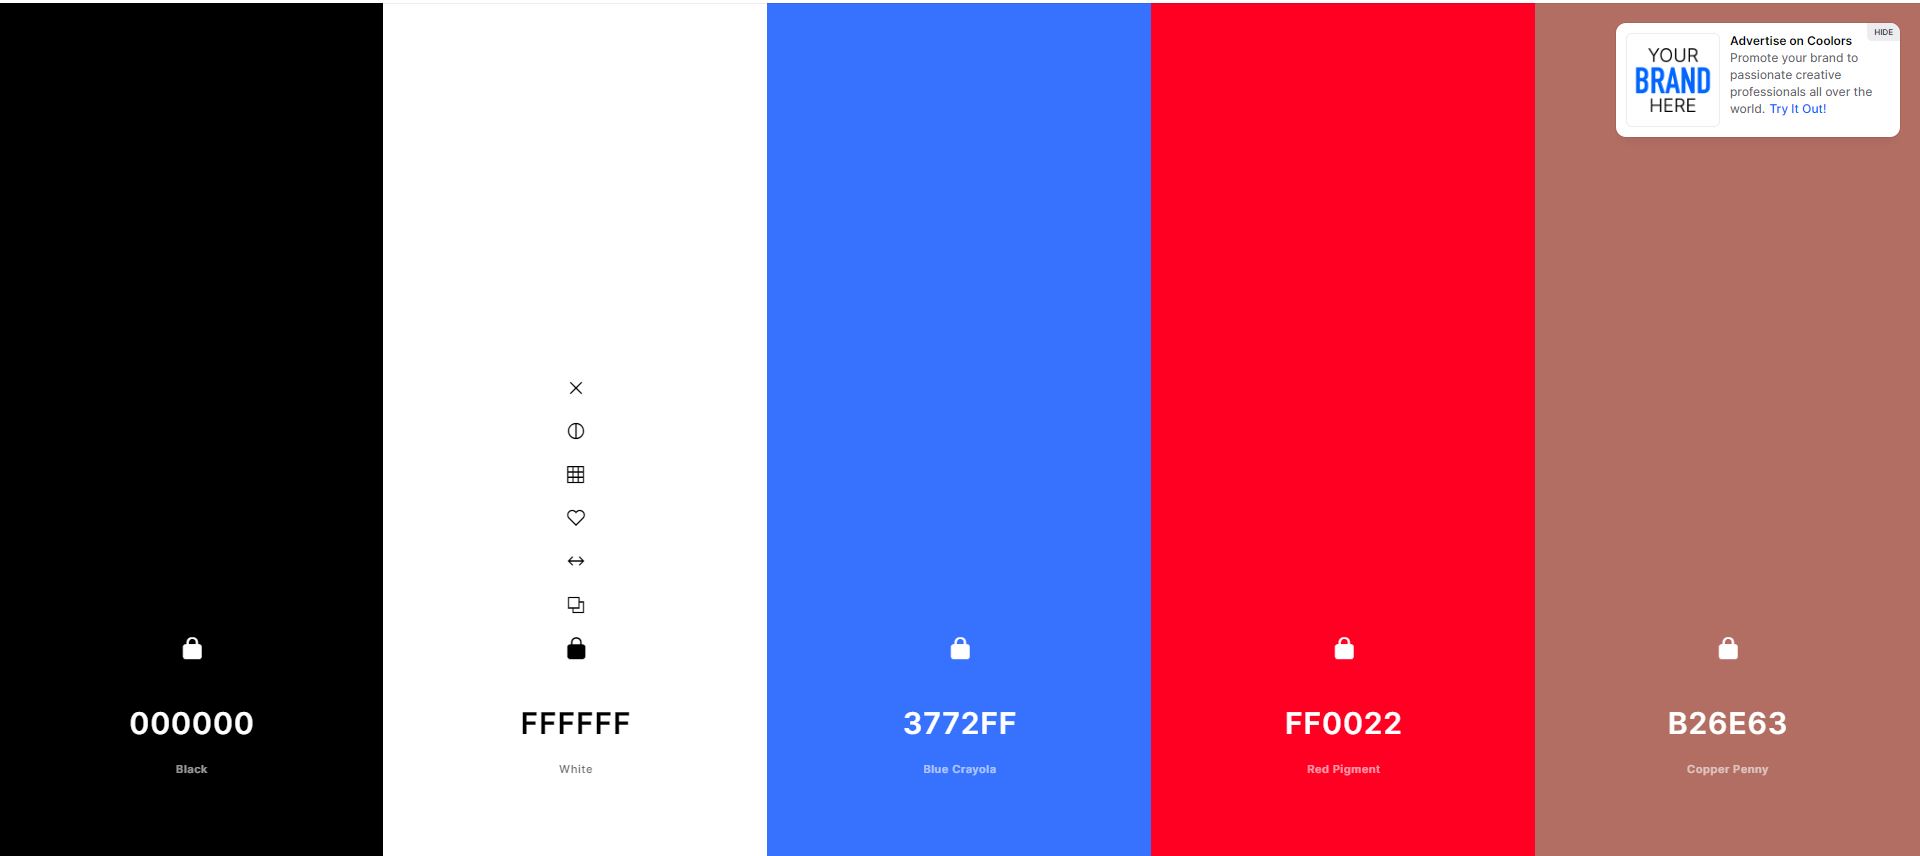 HIDE
YOUR
BRAND
HERE
Advertise on Coolors
Promote your brand to
passionate creative
professionals all over the
world. Try It Out!
000000
Black
FFFFFF
White
3772FF
Blue Crayola
FF0022
Red Pigment
B26E63
Copper Penny